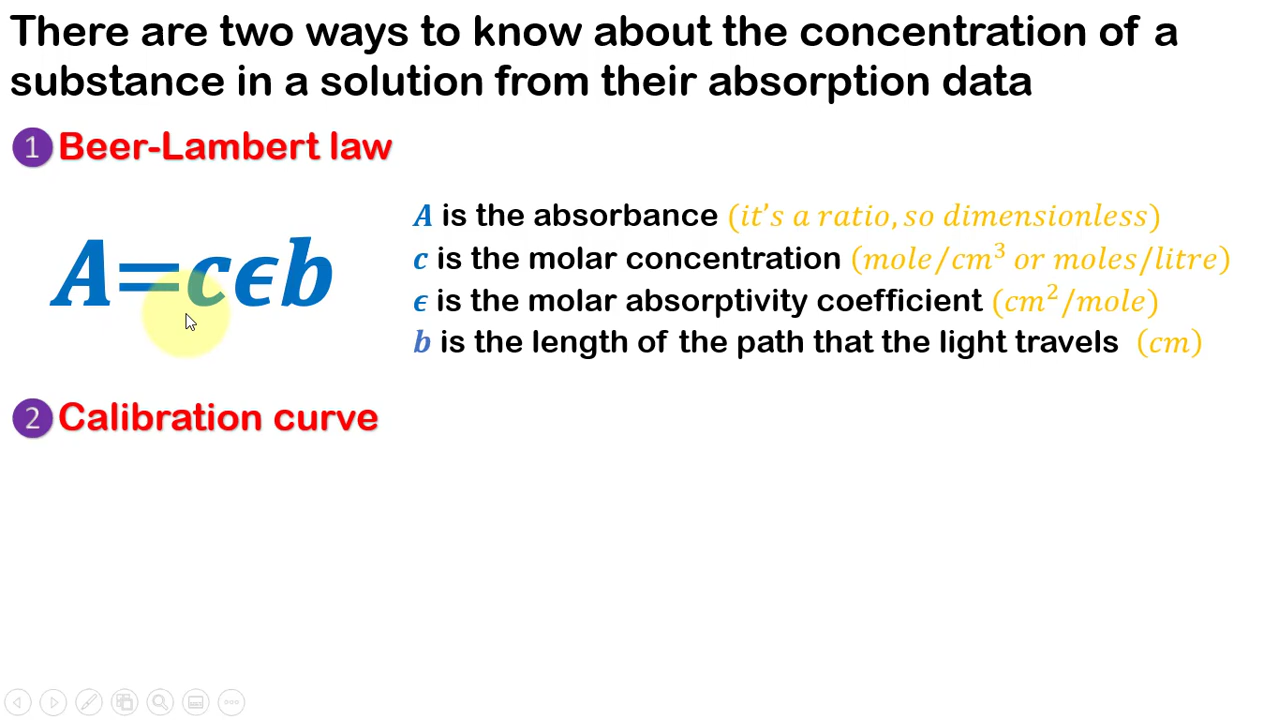 There are two ways to know about the concentration of a
substance in a solution from their absorption data
1 Beer-Lambert law
A=cϵb
A is the absorbance (it's a ratio, so dimensionless)
c is the molar concentration (mole/cm³ or moles/litre)
ϵ is the molar absorptivity coefficient (cm²/mole)
b is the length of the path that the light travels (cm)
2 Calibration curve